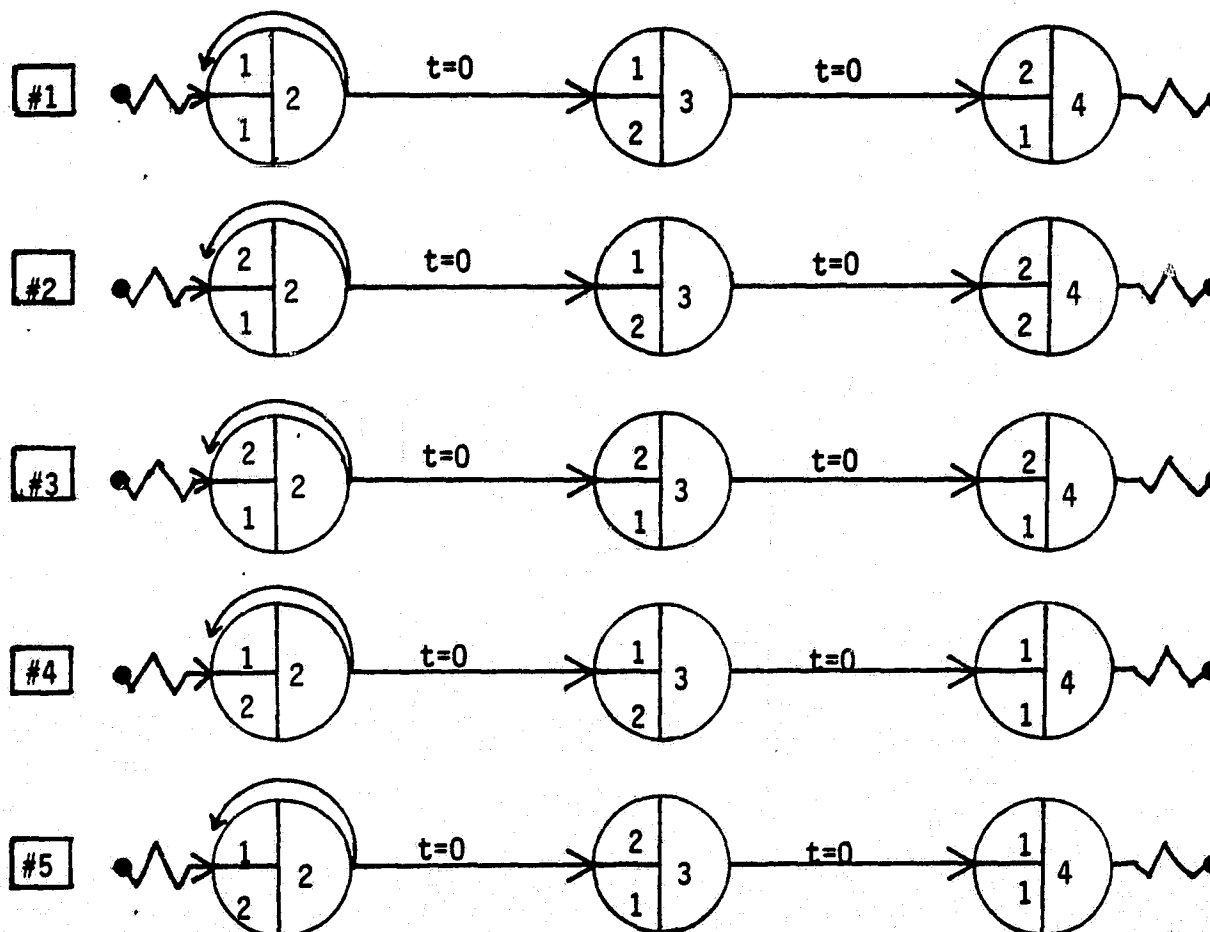 t=0 t=0
1 1 2
#1 2 3 4
1 2 1
t=0 t=0
2 1 2
#2 2 3 4
1 2 2
t=0 t=0
2 2 2
#3 2 3 4
1 1 1
t=0 t=0
1 1 1
#4 2 3 4
2 2 1
t=0 t=0
1 2 1
#5 2 3 4
2 1 1